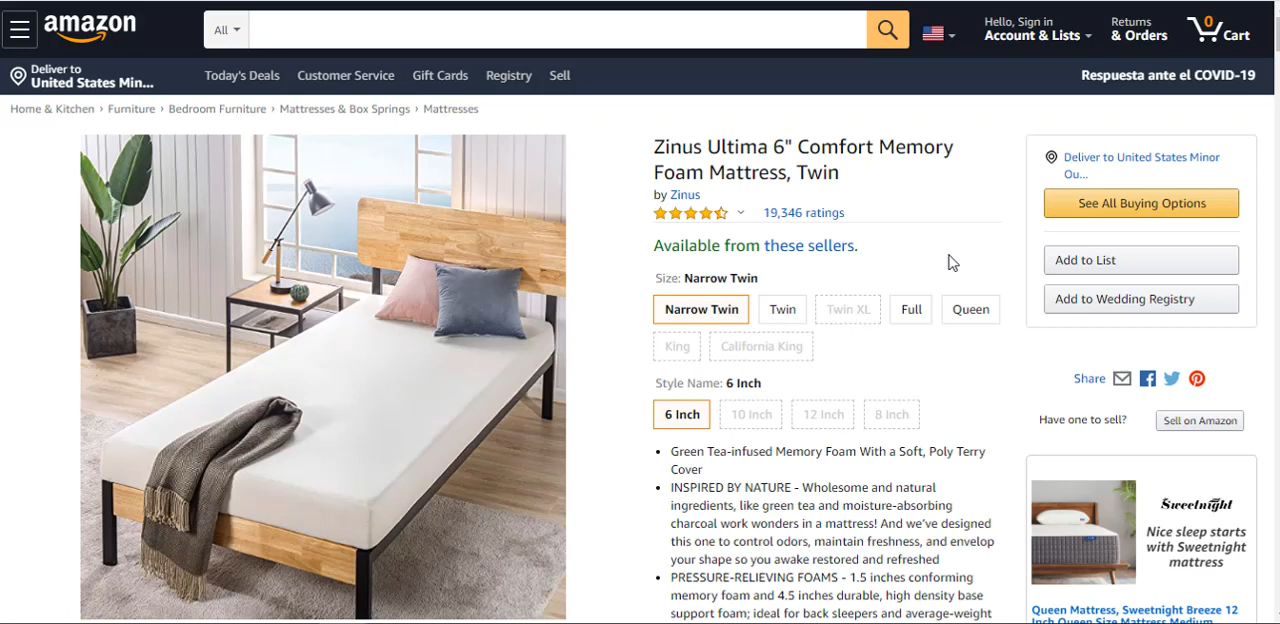 amazon
All
Hello, Sign in
Account & Lists
Returns
& Orders
0
Cart
Deliver to
United States Min...
Today's Deals
Customer Service
Gift Cards
Registry
Sell
Respuesta ante el COVID-19
Home & Kitchen › Furniture › Bedroom Furniture › Mattresses & Box Springs › Mattresses
Zinus Ultima 6" Comfort Memory
Foam Mattress, Twin
by Zinus
19,346 ratings
Available from these sellers.
Size: Narrow Twin
Narrow Twin
Twin
Twin XL
Full
Queen
King
California King
Style Name: 6 Inch
6 Inch
10 Inch
12 Inch
8 Inch
• Green Tea-infused Memory Foam With a Soft, Poly Terry
Cover
• INSPIRED BY NATURE - Wholesome and natural
ingredients, like green tea and moisture-absorbing
charcoal work wonders in a mattress! And we've designed
this one to control odors, maintain freshness, and envelop
your shape so you awake restored and refreshed
• PRESSURE-RELIEVING FOAMS - 1.5 inches conforming
memory foam and 4.5 inches durable, high density base
support foam; ideal for back sleepers and average-weight
Deliver to United States Minor
Ou...
See All Buying Options
Add to List
Add to Wedding Registry
Share
Have one to sell?
Sell on Amazon
Sweetnight
Nice sleep starts
with Sweetnight
mattress
Queen Mattress, Sweetnight Breeze 12
Inch Queen Size Mattress Medium